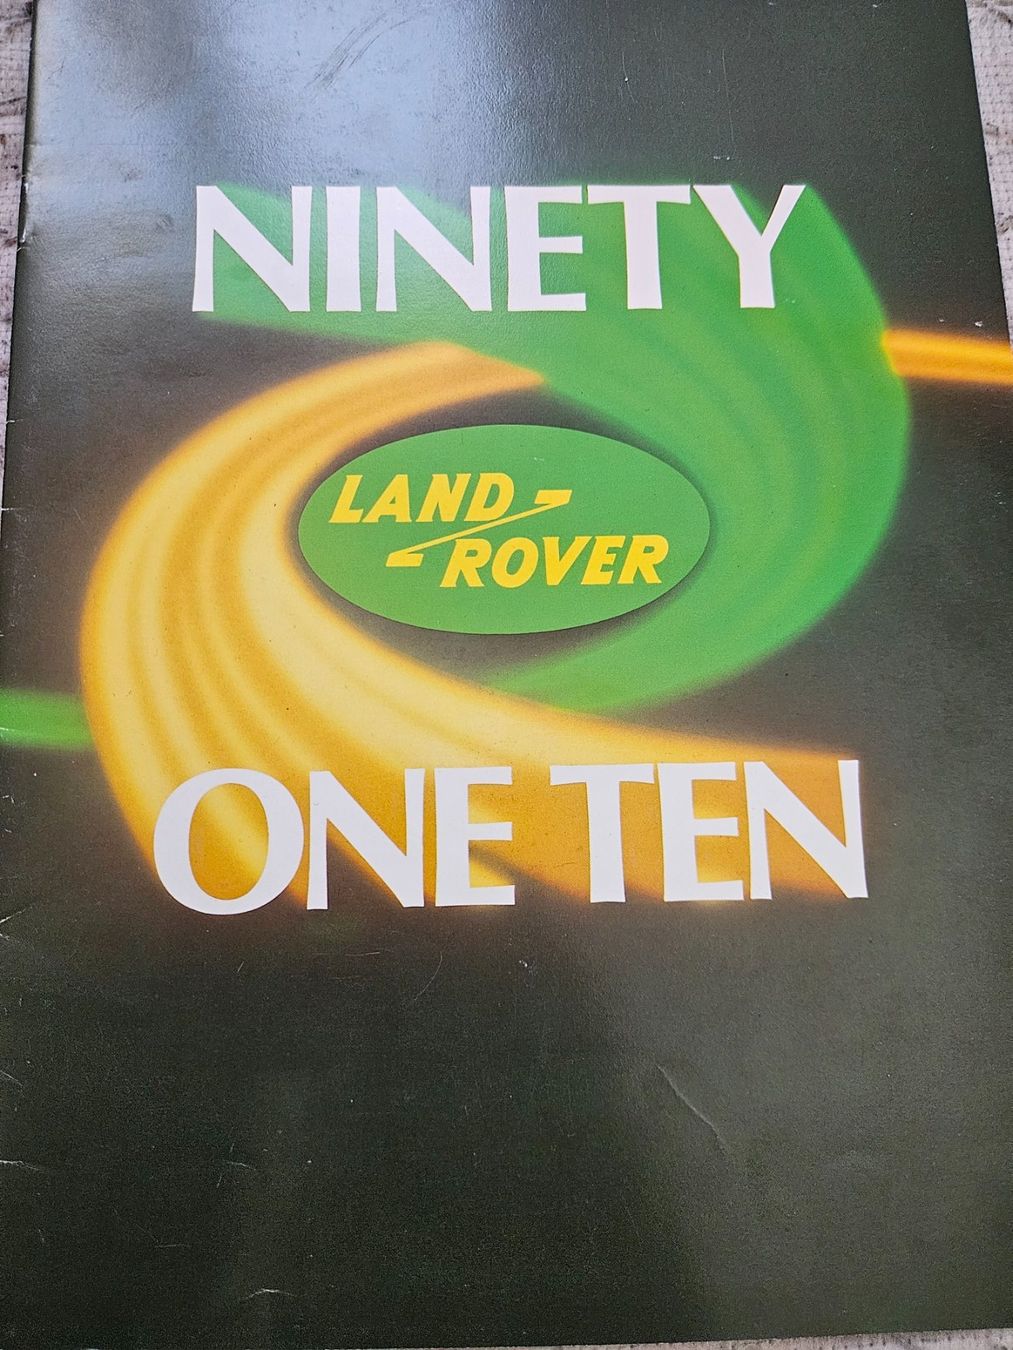 NINETY
LAND
ROVER
ONE TEN